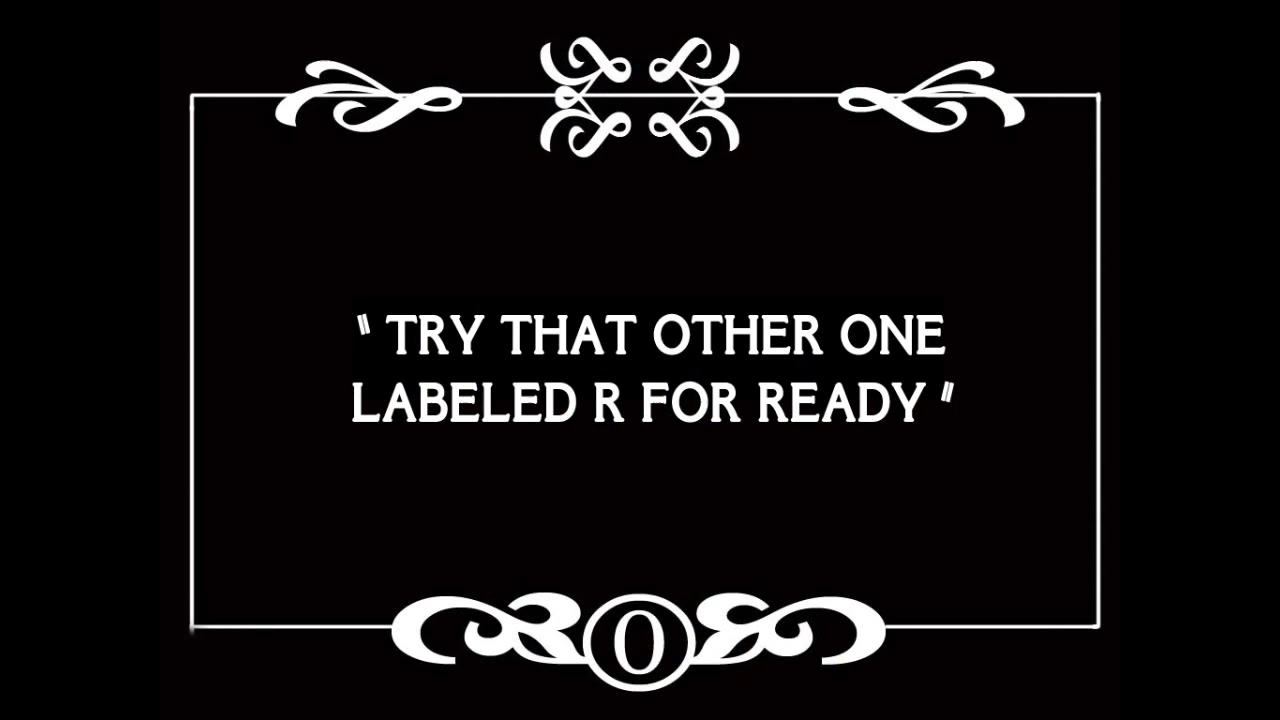 " TRY THAT OTHER ONE
LABELED R FOR READY "
O